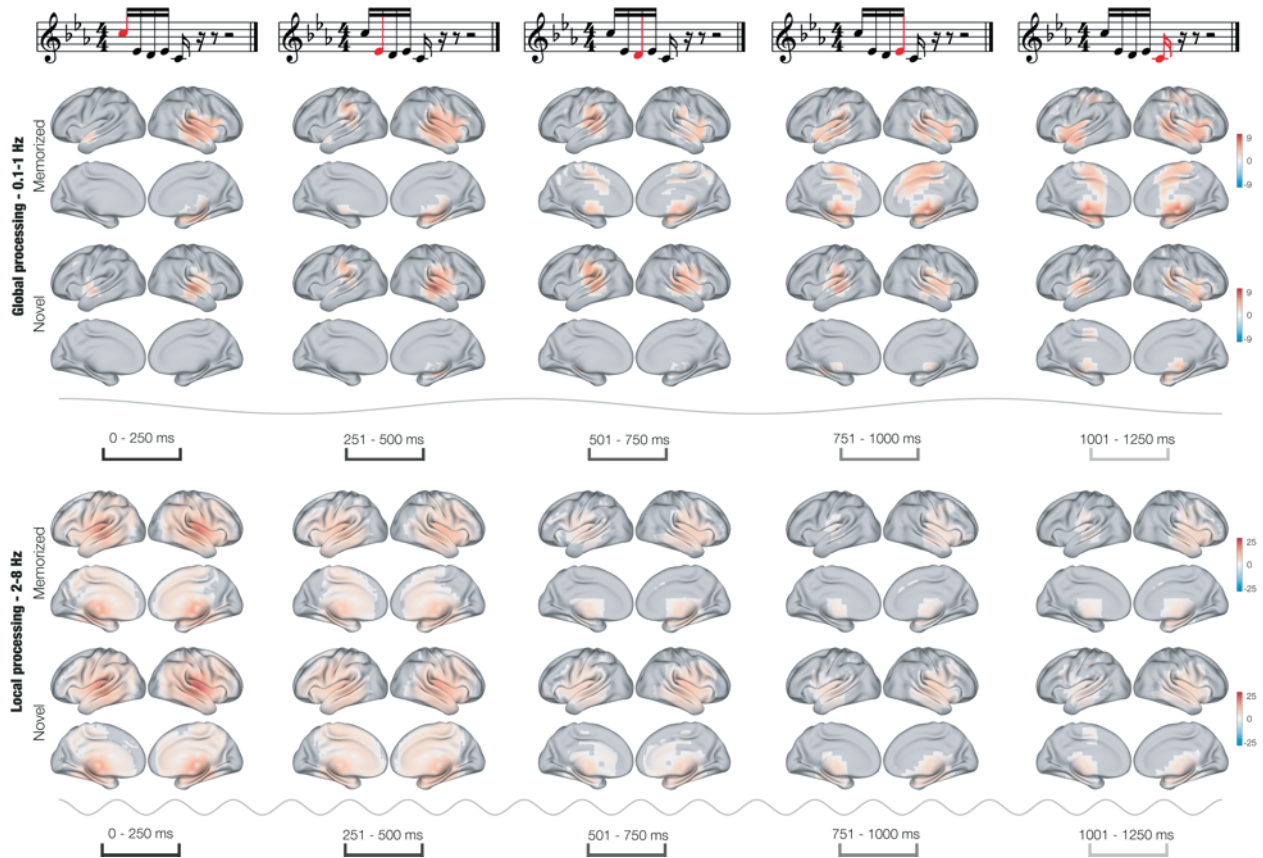 Global processing - 0.1-1 Hz
Memorized
9
0
-9
Novel
9
0
-9
0 - 250 ms
251 - 500 ms
501 - 750 ms
751 - 1000 ms
1001 - 1250 ms
Local processing - 2-8 Hz
Memorized
25
0
-25
Novel
25
0
-25
0 - 250 ms
251 - 500 ms
501 - 750 ms
751 - 1000 ms
1001 - 1250 ms